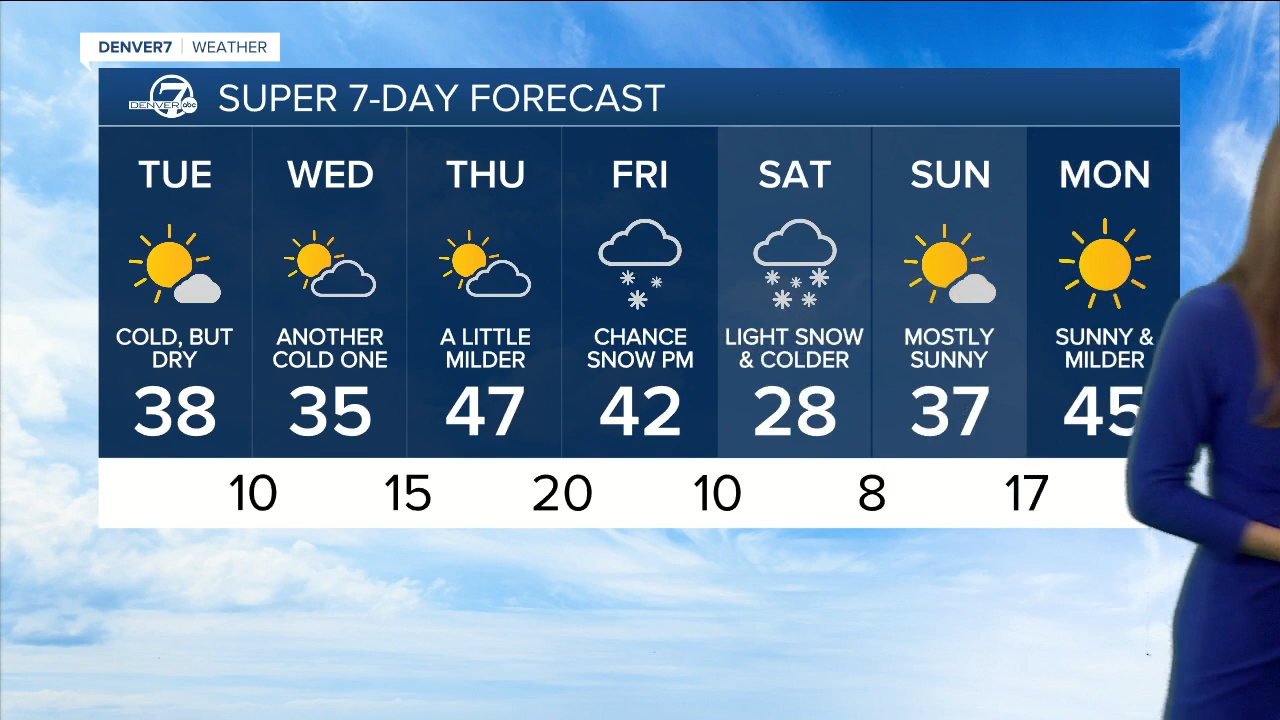 DENVER7 | WEATHER
7
DENVER abc
SUPER 7-DAY FORECAST
TUE WED THU FRI SAT SUN MON
COLD, BUT ANOTHER A LITTLE CHANCE LIGHT SNOW MOSTLY SUNNY &
DRY COLD ONE MILDER SNOW PM & COLDER SUNNY MILDER
38 35 47 42 28 37 45
10 15 20 10 8 17